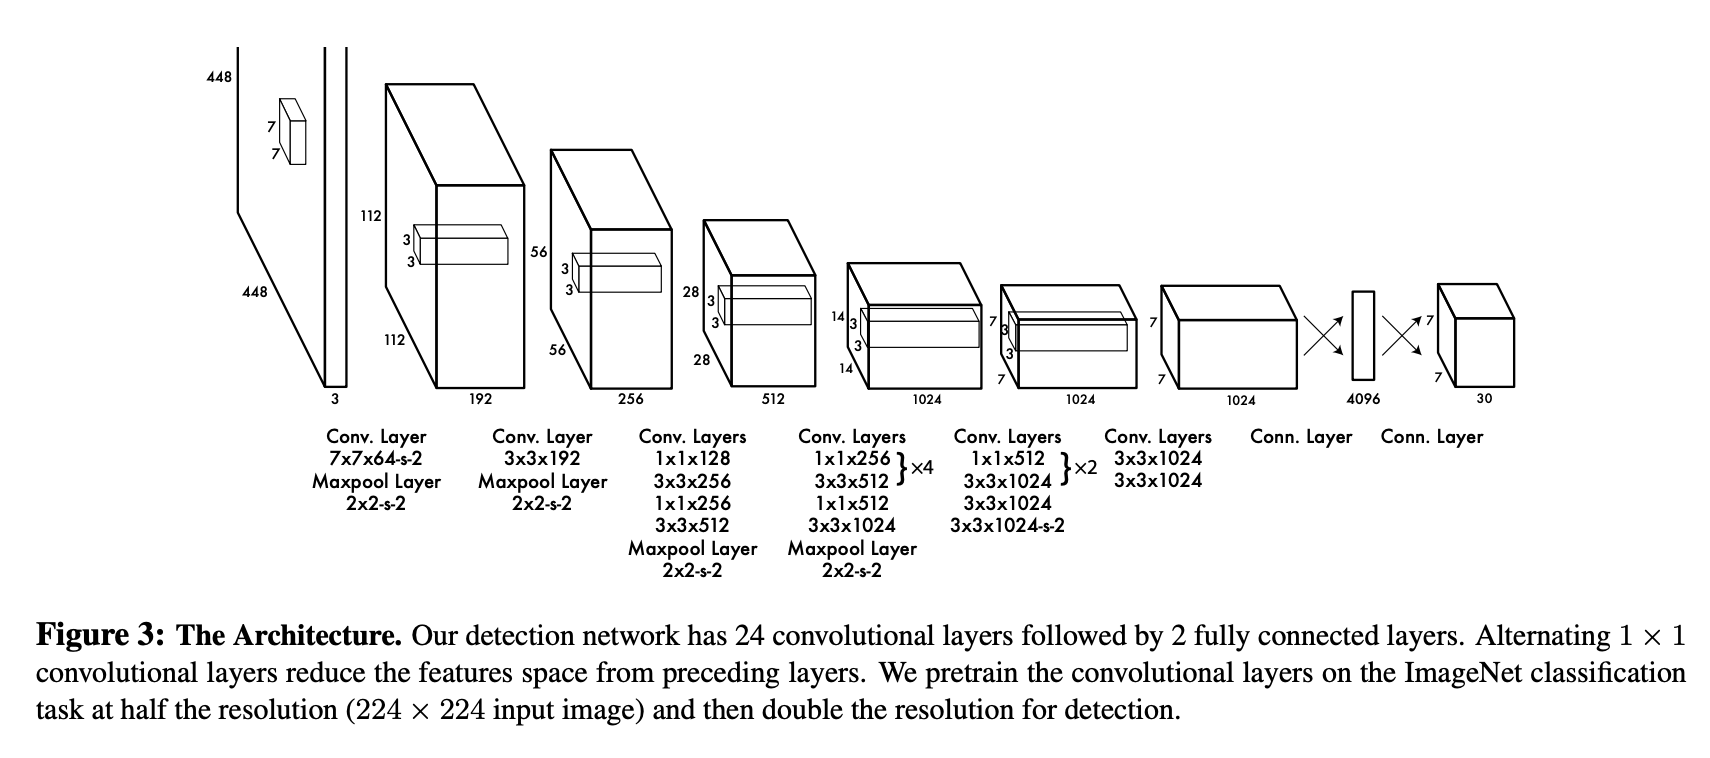 448
7
7
448
3
112
3
3
112
192
56
3
3
56
256
28
3
3
28
512
14
3
3
14
1024
7
3
3
7
1024
7
7
1024
4096
7
7
30
Conv. Layer
7x7x64-s-2
Maxpool Layer
2x2-s-2
Conv. Layer
3x3x192
Maxpool Layer
2x2-s-2
Conv. Layers
1x1x128
3x3x256
1x1x256
3x3x512
Maxpool Layer
2x2-s-2
Conv. Layers
1x1x256
3x3x512
}×4
1x1x512
3x3x1024
Maxpool Layer
2x2-s-2
Conv. Layers
1x1x512
3x3x1024
}×2
3x3x1024
3x3x1024-s-2
Conv. Layers
3x3x1024
3x3x1024
Conn. Layer
Conn. Layer
Figure 3: The Architecture. Our detection network has 24 convolutional layers followed by 2 fully connected layers. Alternating 1 × 1
convolutional layers reduce the features space from preceding layers. We pretrain the convolutional layers on the ImageNet classification
task at half the resolution (224 × 224 input image) and then double the resolution for detection.